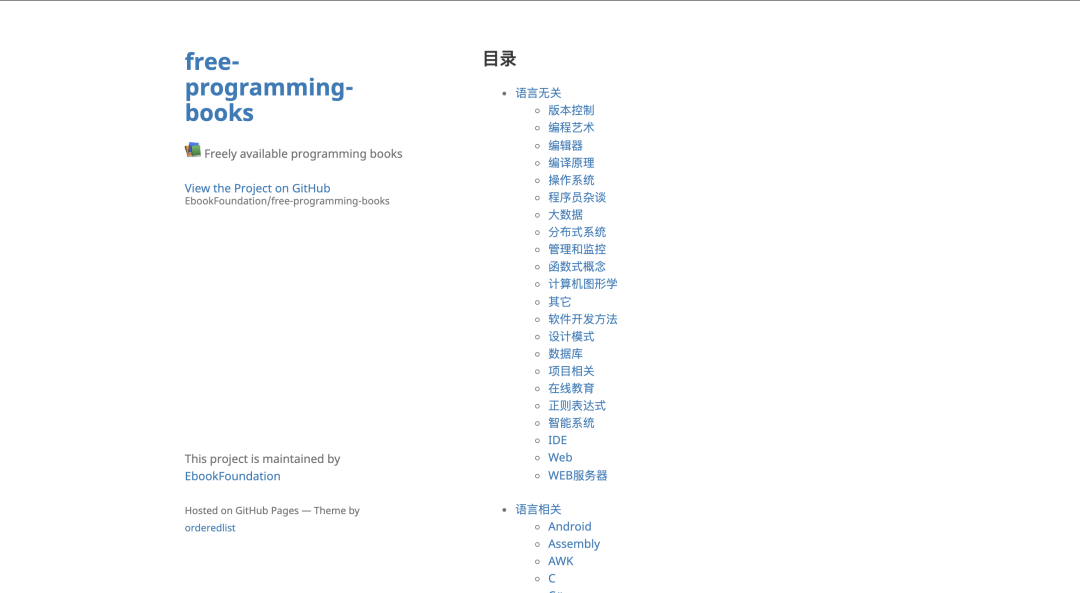 free-
programming-
books
Freely available programming books
View the Project on GitHub
EbookFoundation/free-programming-books
This project is maintained by
EbookFoundation
Hosted on GitHub Pages — Theme by
orderedlist
目录
语言无关
版本控制
编程艺术
编辑器
编译原理
操作系统
程序员杂谈
大数据
分布式系统
管理和监控
函数式概念
计算机图形学
其它
软件开发方法
设计模式
数据库
项目相关
在线教育
正则表达式
智能系统
IDE
Web
WEB服务器
语言相关
Android
Assembly
AWK
C